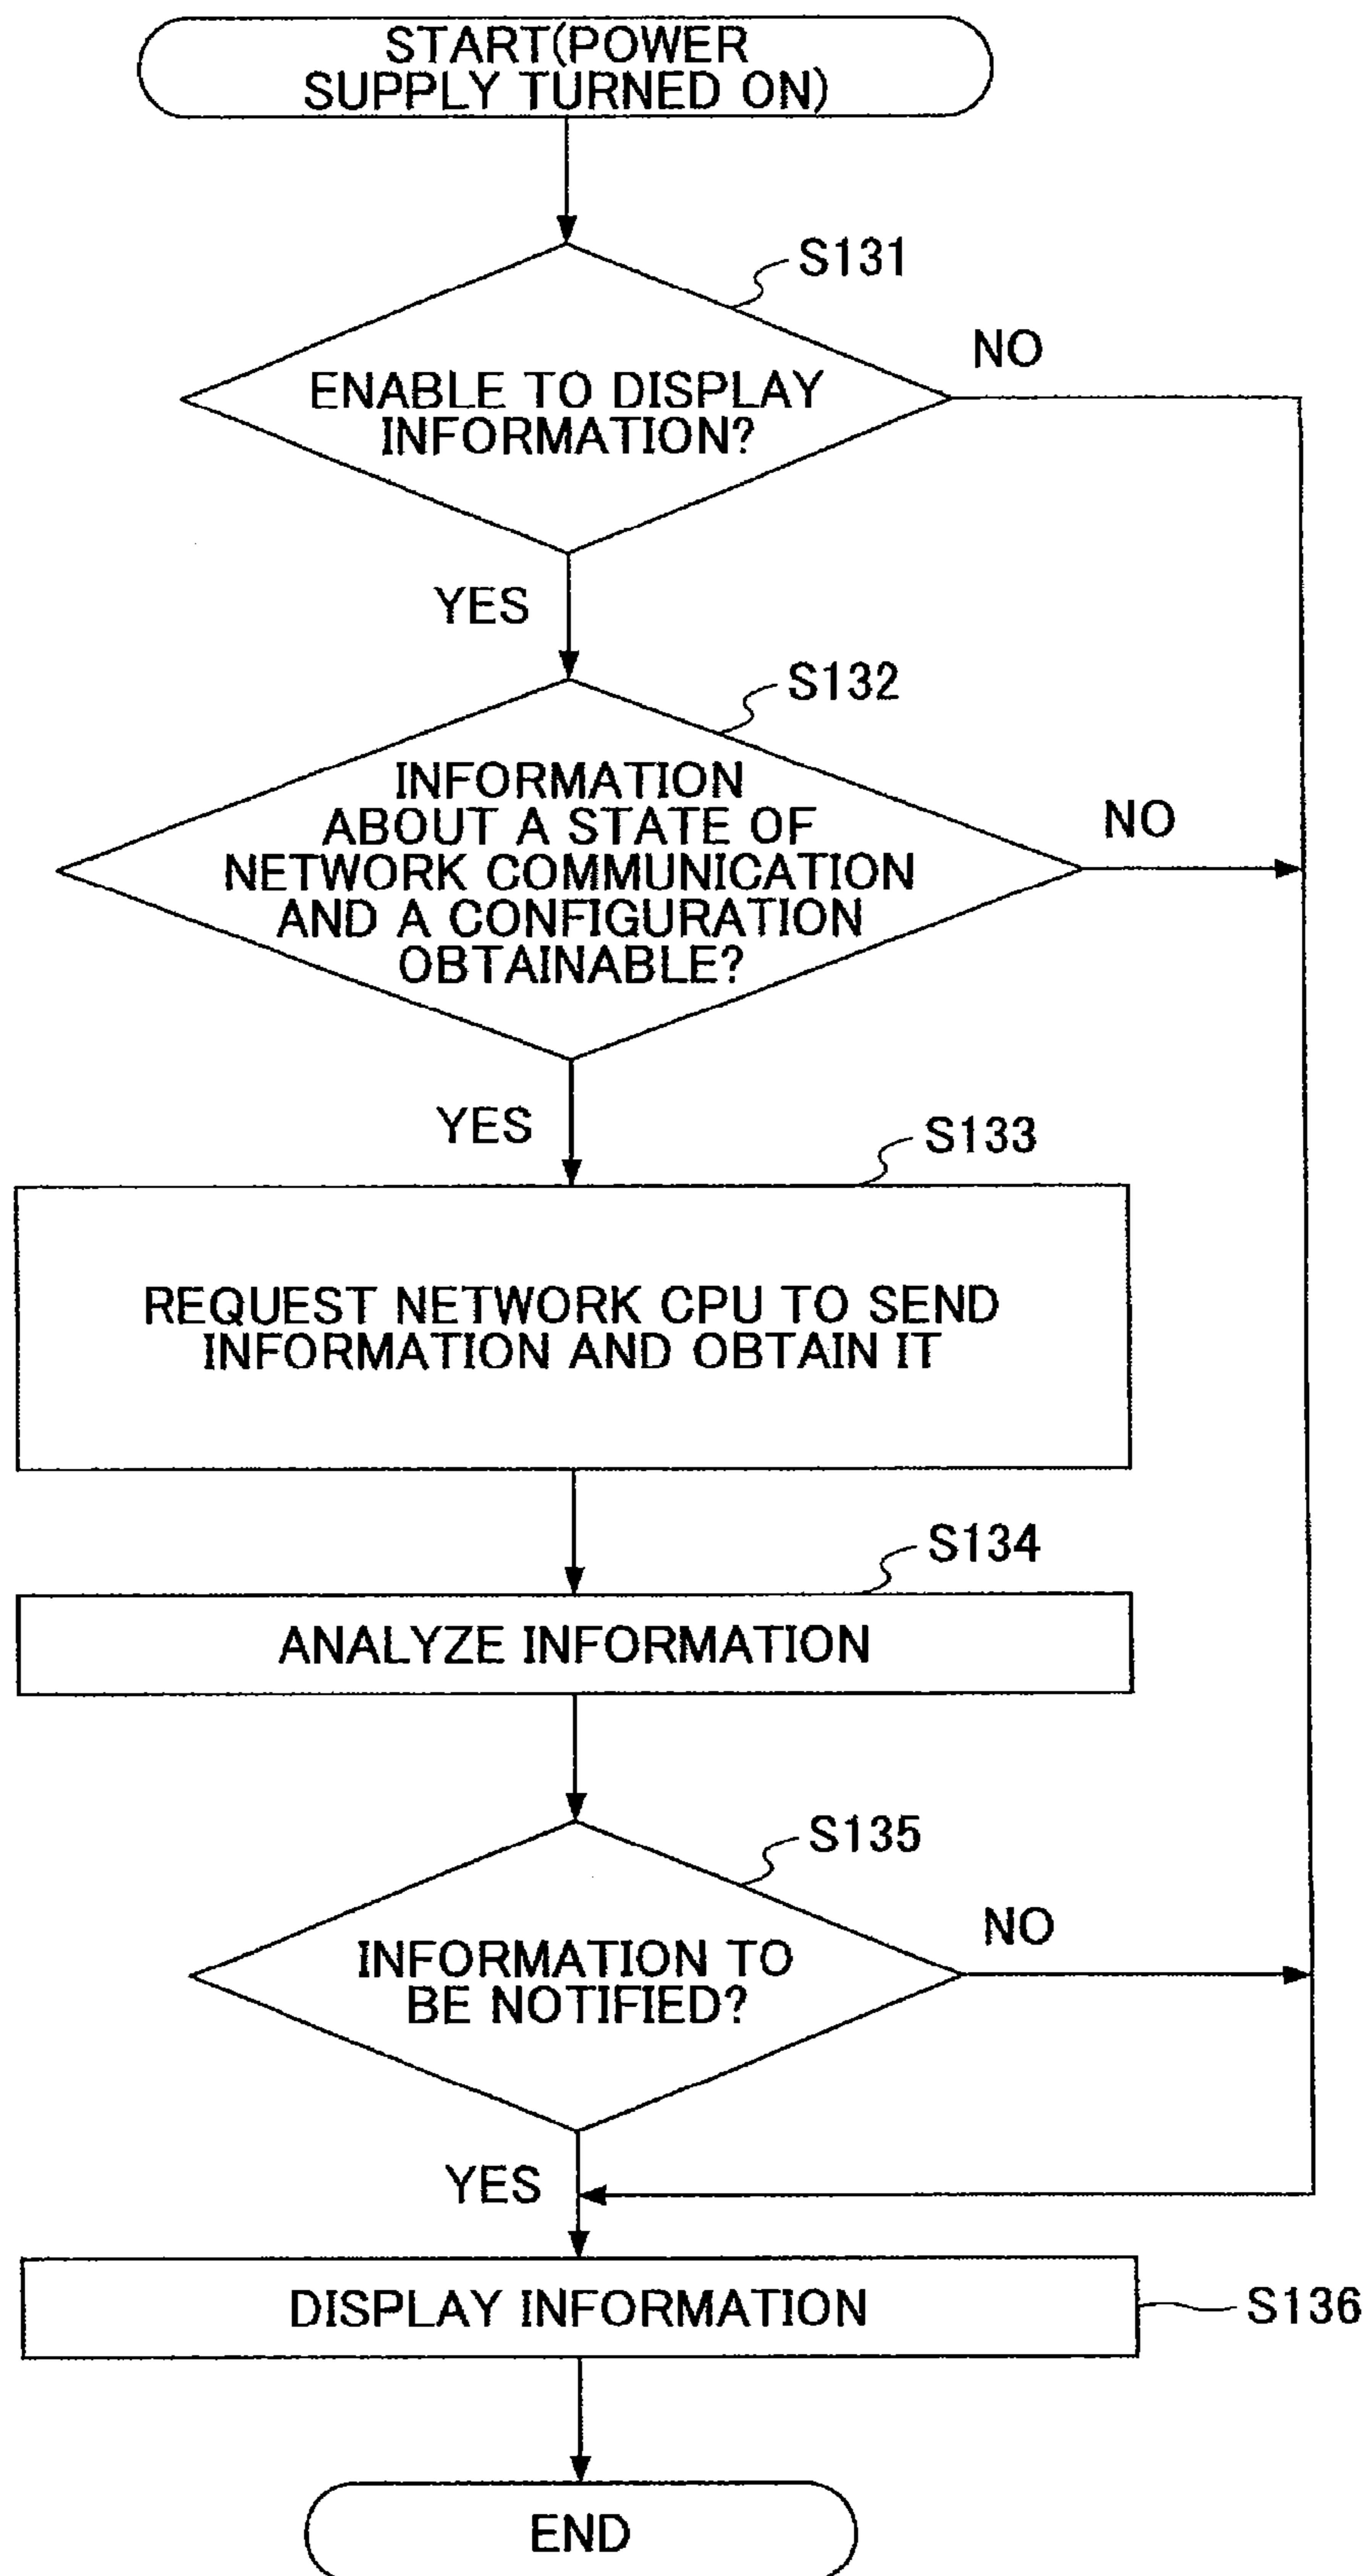 START(POWER
SUPPLY TURNED ON)
S131
NO
ENABLE TO DISPLAY
INFORMATION?
YES
S132
INFORMATION
ABOUT A STATE OF
NETWORK COMMUNICATION
AND A CONFIGURATION
OBTAINABLE?
NO
YES
S133
REQUEST NETWORK CPU TO SEND
INFORMATION AND OBTAIN IT
S134
ANALYZE INFORMATION
S135
NO
INFORMATION TO
BE NOTIFIED?
YES
DISPLAY INFORMATION
S136
END